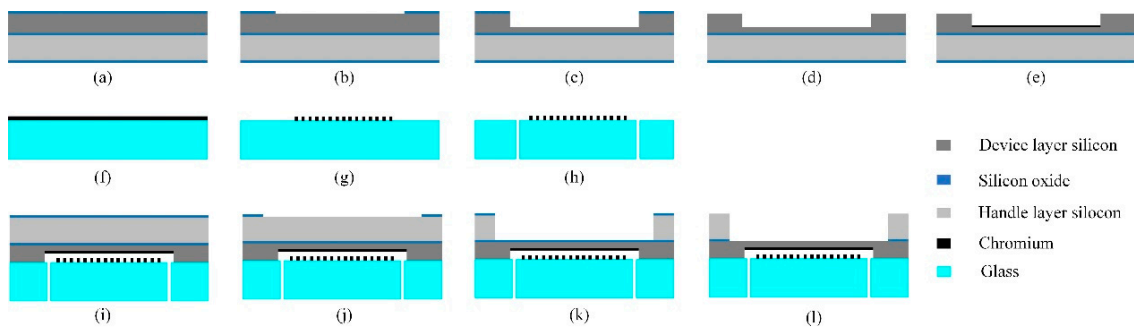 (a)
(b)
(c)
(d)
(e)
(f)
(g)
(h)
(i)
(j)
(k)
(l)
Device layer silicon
Silicon oxide
Handle layer silocon
Chromium
Glass